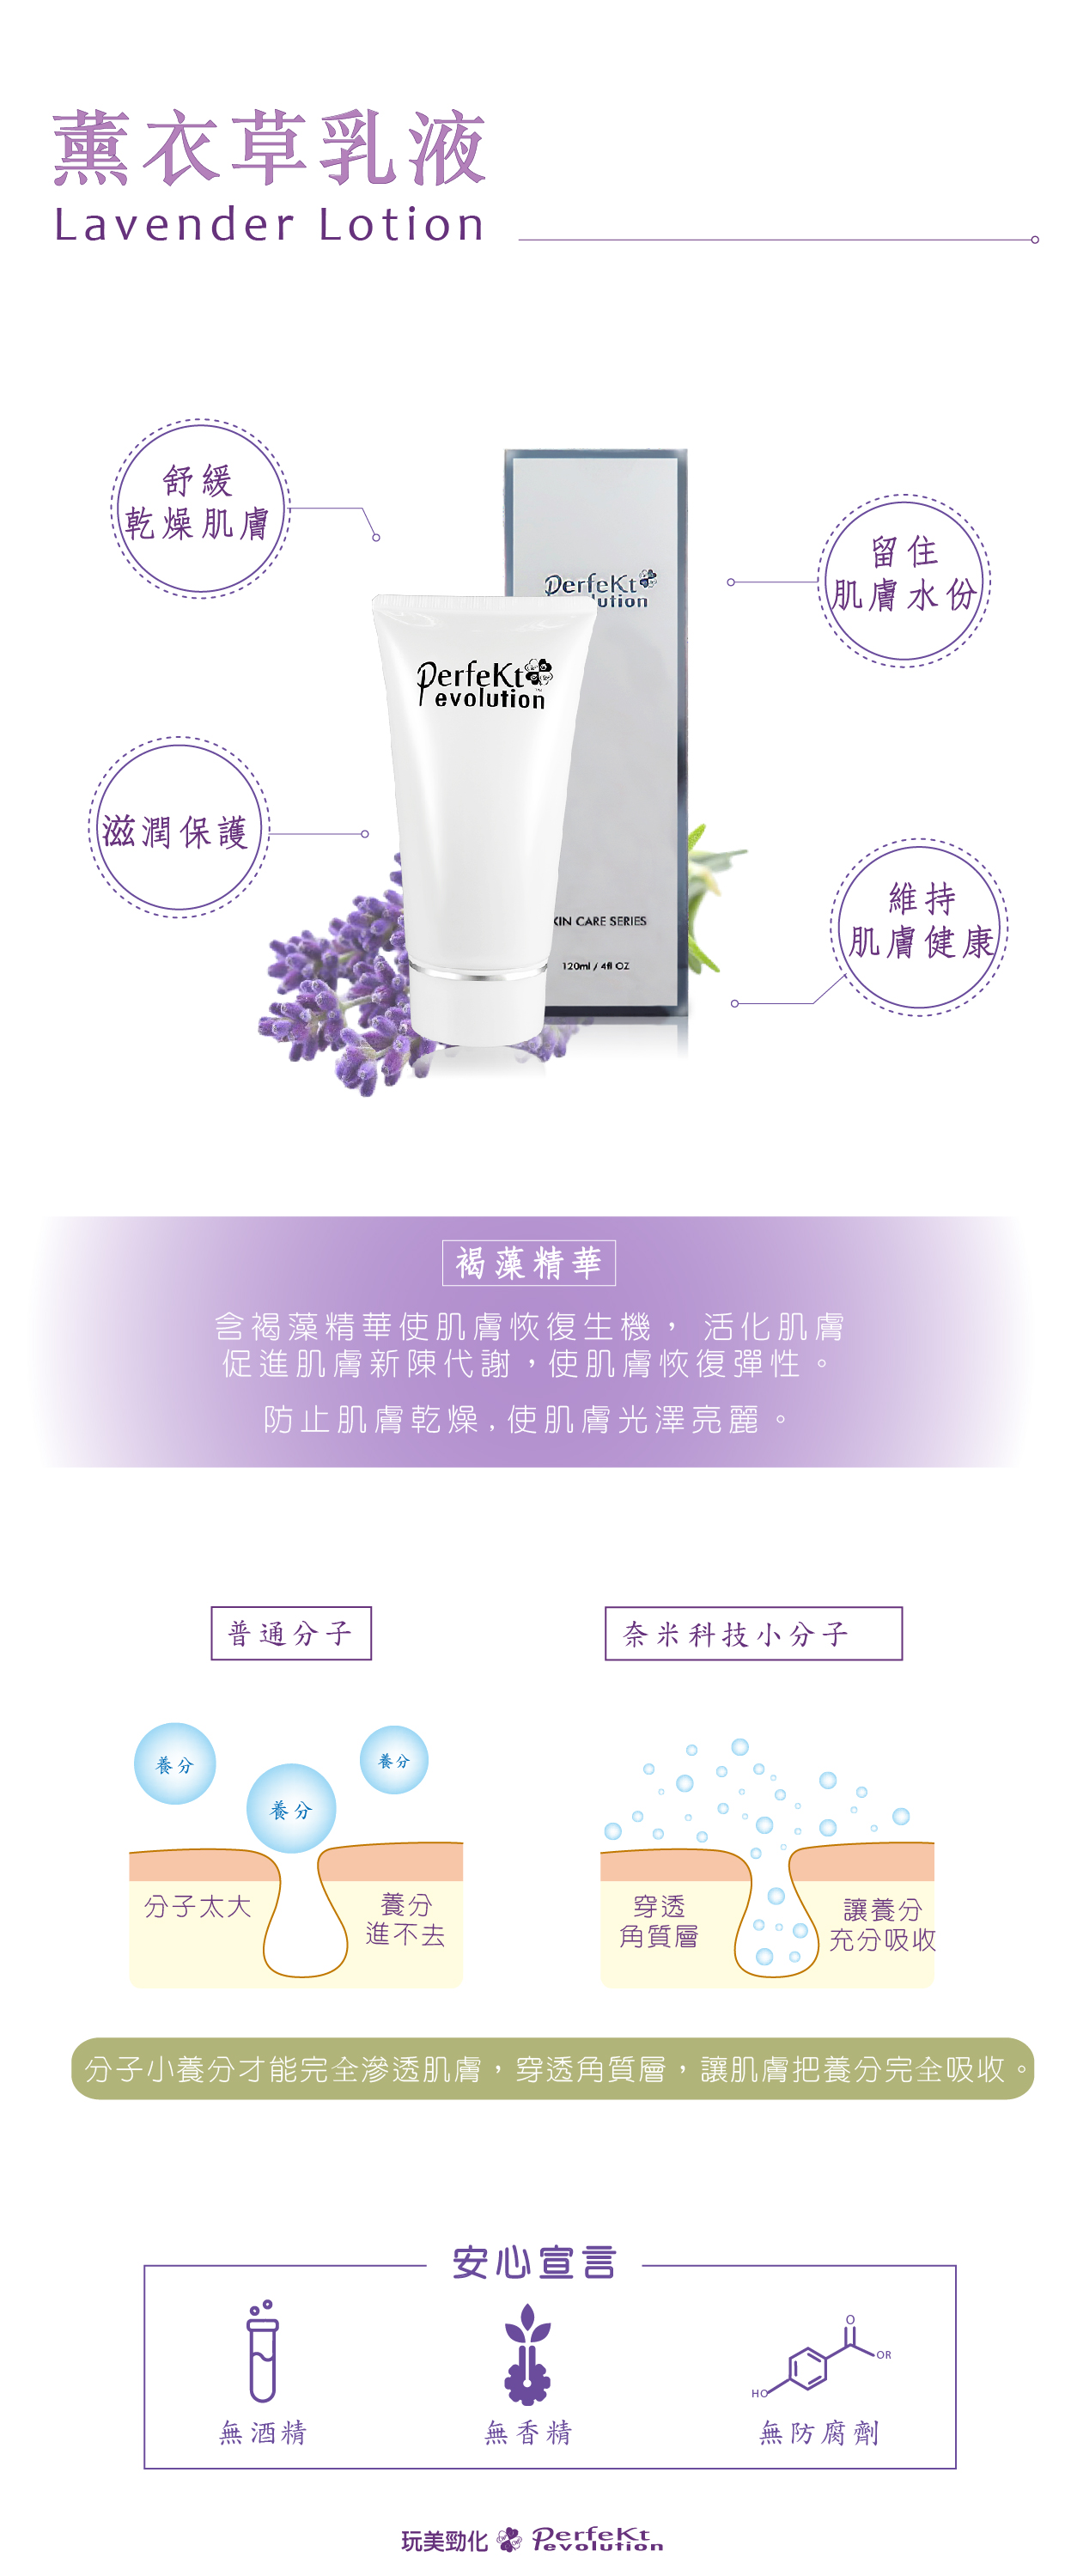 薰衣草乳液
Lavender Lotion
舒緩
乾燥肌膚
留住
肌膚水份
perfeKt
lution
perfeKt
evolution
™
滋潤保護
維持
肌膚健康
KIN CARE SERIES
120ml / 4fl OZ
褐藻精華
含褐藻精華使肌膚恢復生機， 活化肌膚
促進肌膚新陳代謝，使肌膚恢復彈性。
防止肌膚乾燥,使肌膚光澤亮麗。
普通分子
奈米科技小分子
養分
養分
養分
分子太大
養分
進不去
穿透
角質層
讓養分
充分吸收
分子小養分才能完全滲透肌膚，穿透角質層，讓肌膚把養分完全吸收。
安心宣言
O
OR
HO
無酒精
無香精
無防腐劑
玩美勁化
perfeKt
evolution